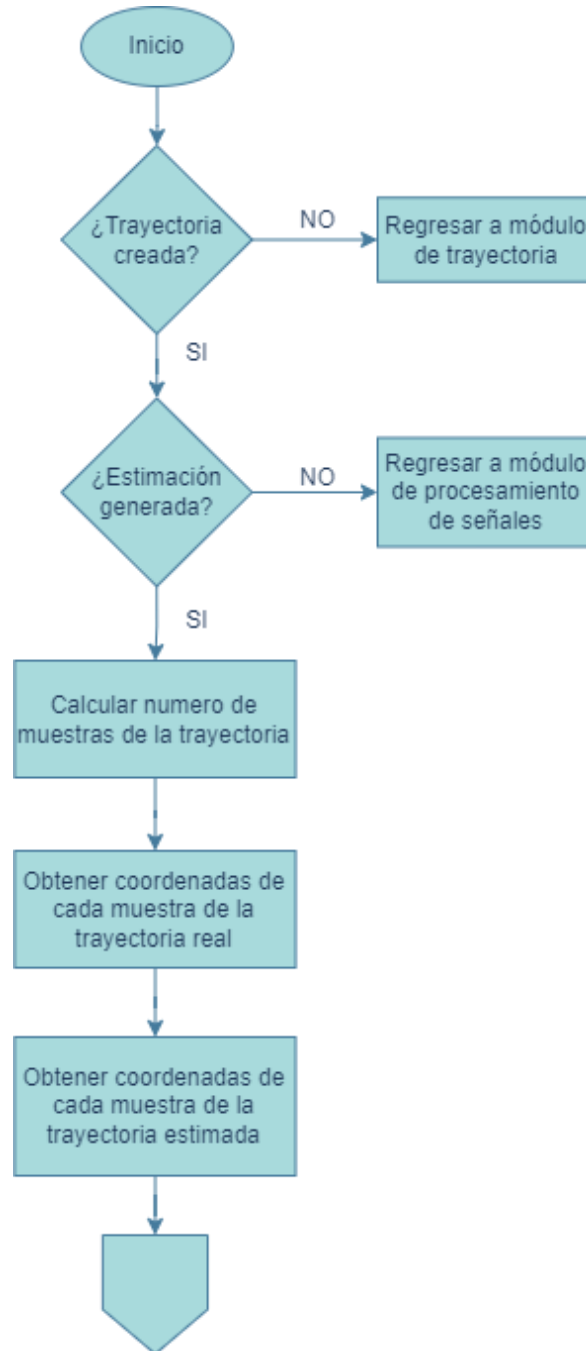 Inicio
¿Trayectoria
creada?
NO
Regresar a módulo
de trayectoria
SI
¿Estimación
generada?
NO
Regresar a módulo
de procesamiento
de señales
SI
Calcular numero de
muestras de la trayectoria
Obtener coordenadas de
cada muestra de la
trayectoria real
Obtener coordenadas de
cada muestra de la
trayectoria estimada